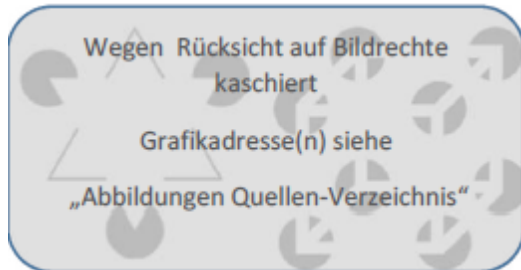 Wegen Rücksicht auf Bildrechte
kaschiert
Grafikadresse(n) siehe
„Abbildungen Quellen-Verzeichnis“